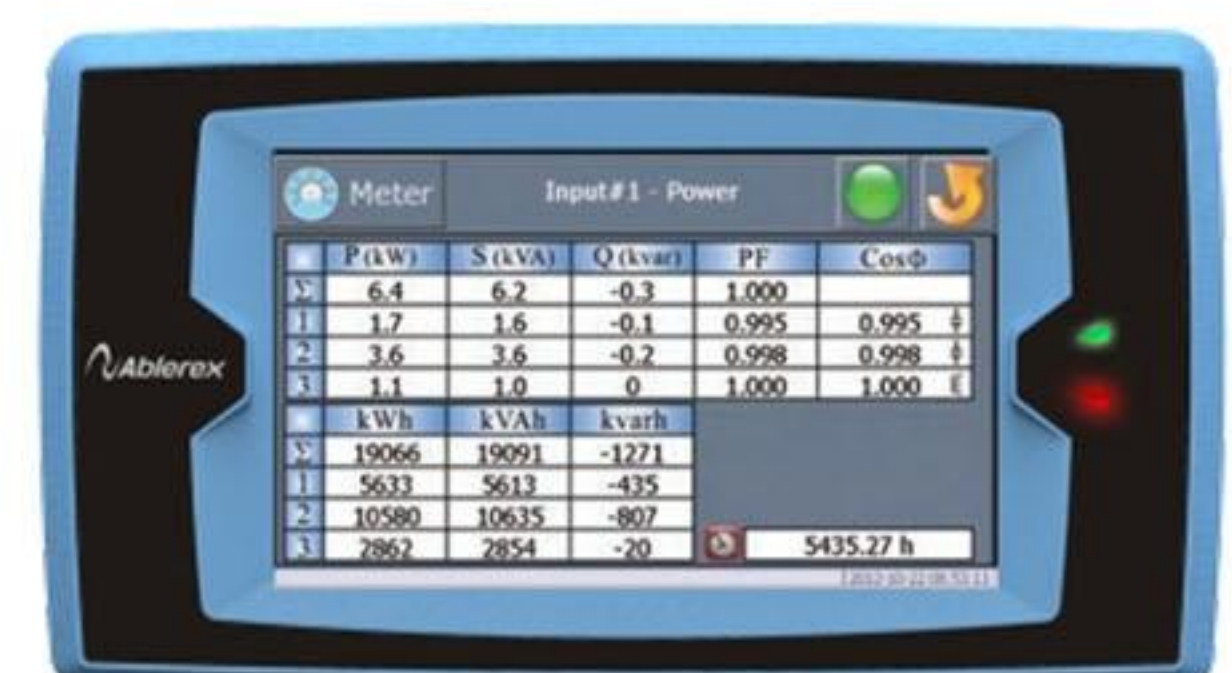 Meter Input#1 - Power
P (kW) S (kVA) Q (kvar) PF CosΦ
Σ 6.4 6.2 -0.3 1.000
1 1.7 1.6 -0.1 0.995 0.995
2 3.6 3.6 -0.2 0.998 0.998
3 1.1 1.0 0 1.000 1.000
Ablerex
kWh kVAh kvarh
Σ 19066 19091 -1271
1 5633 5613 -435
2 10580 10635 -807
3 2862 2854 -20 5435.27 h